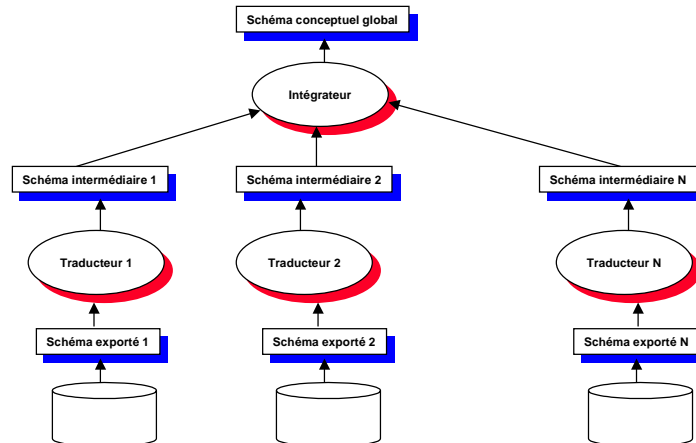 Schéma conceptuel global
Intégrateur
Schéma intermédiaire 1
Schéma intermédiaire 2
Schéma intermédiaire N
Traducteur 1
Traducteur 2
Traducteur N
Schéma exporté 1
Schéma exporté 2
Schéma exporté N